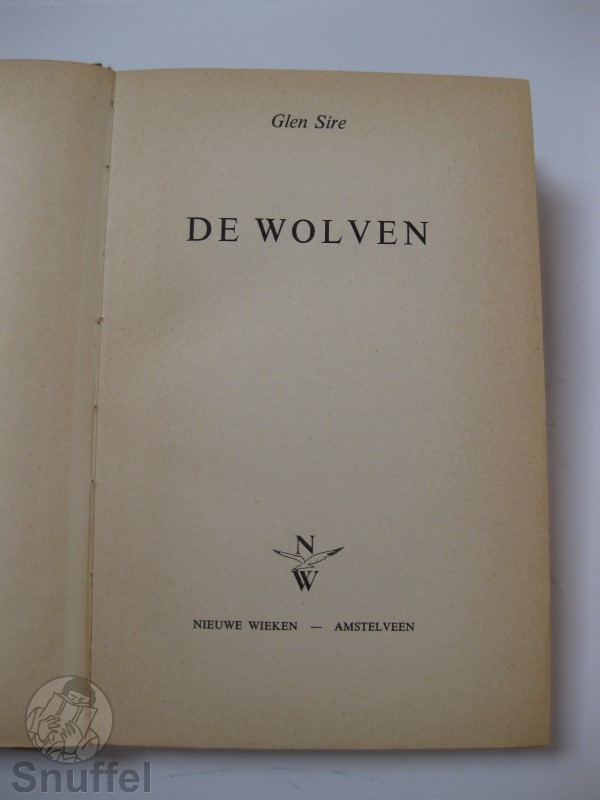 Glen Sire
DE WOLVEN
N
W
NIEUWE WIEKEN — AMSTELVEEN
Snuffel